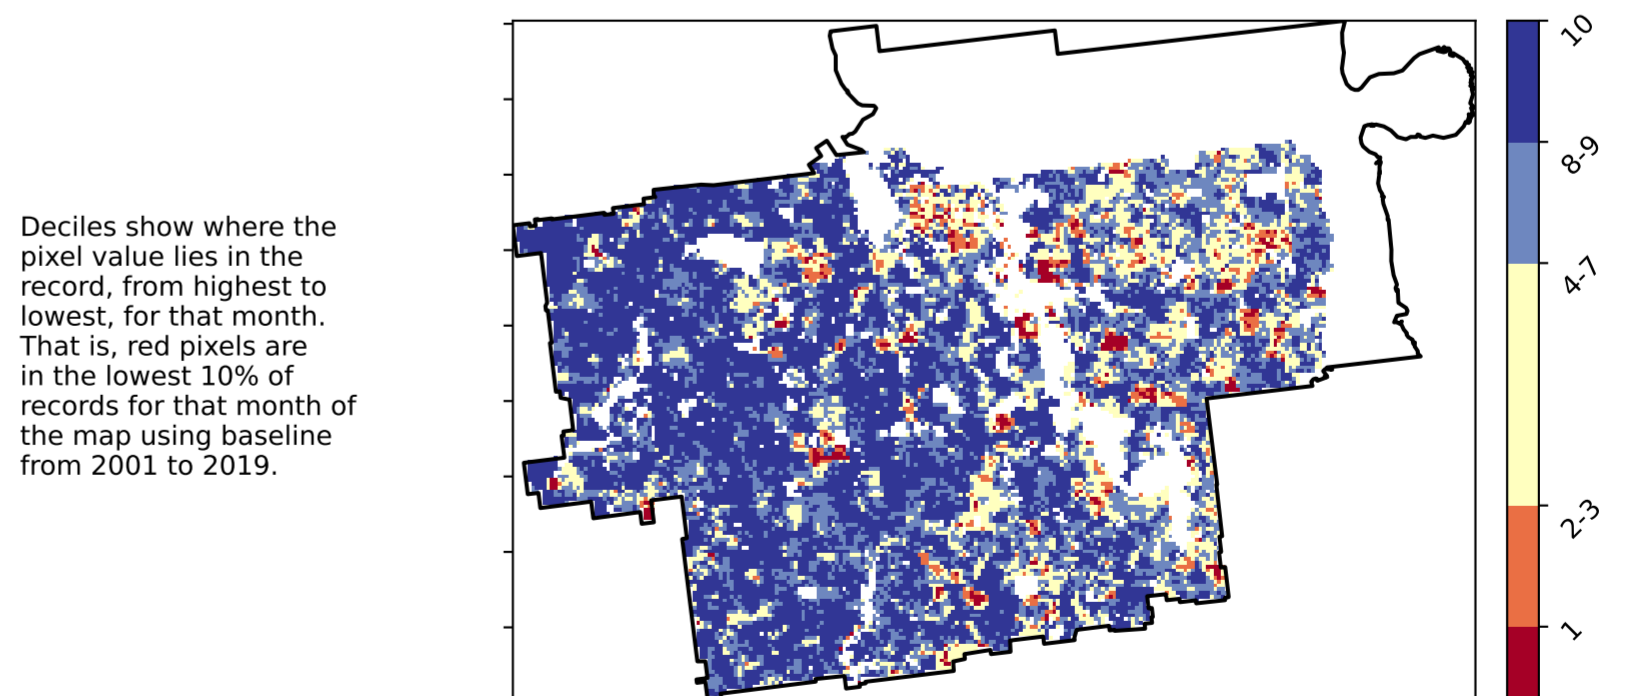 Deciles show where the
pixel value lies in the
record, from highest to
lowest, for that month.
That is, red pixels are
in the lowest 10% of
records for that month of
the map using baseline
from 2001 to 2019.
10
8-9
4-7
2-3
1